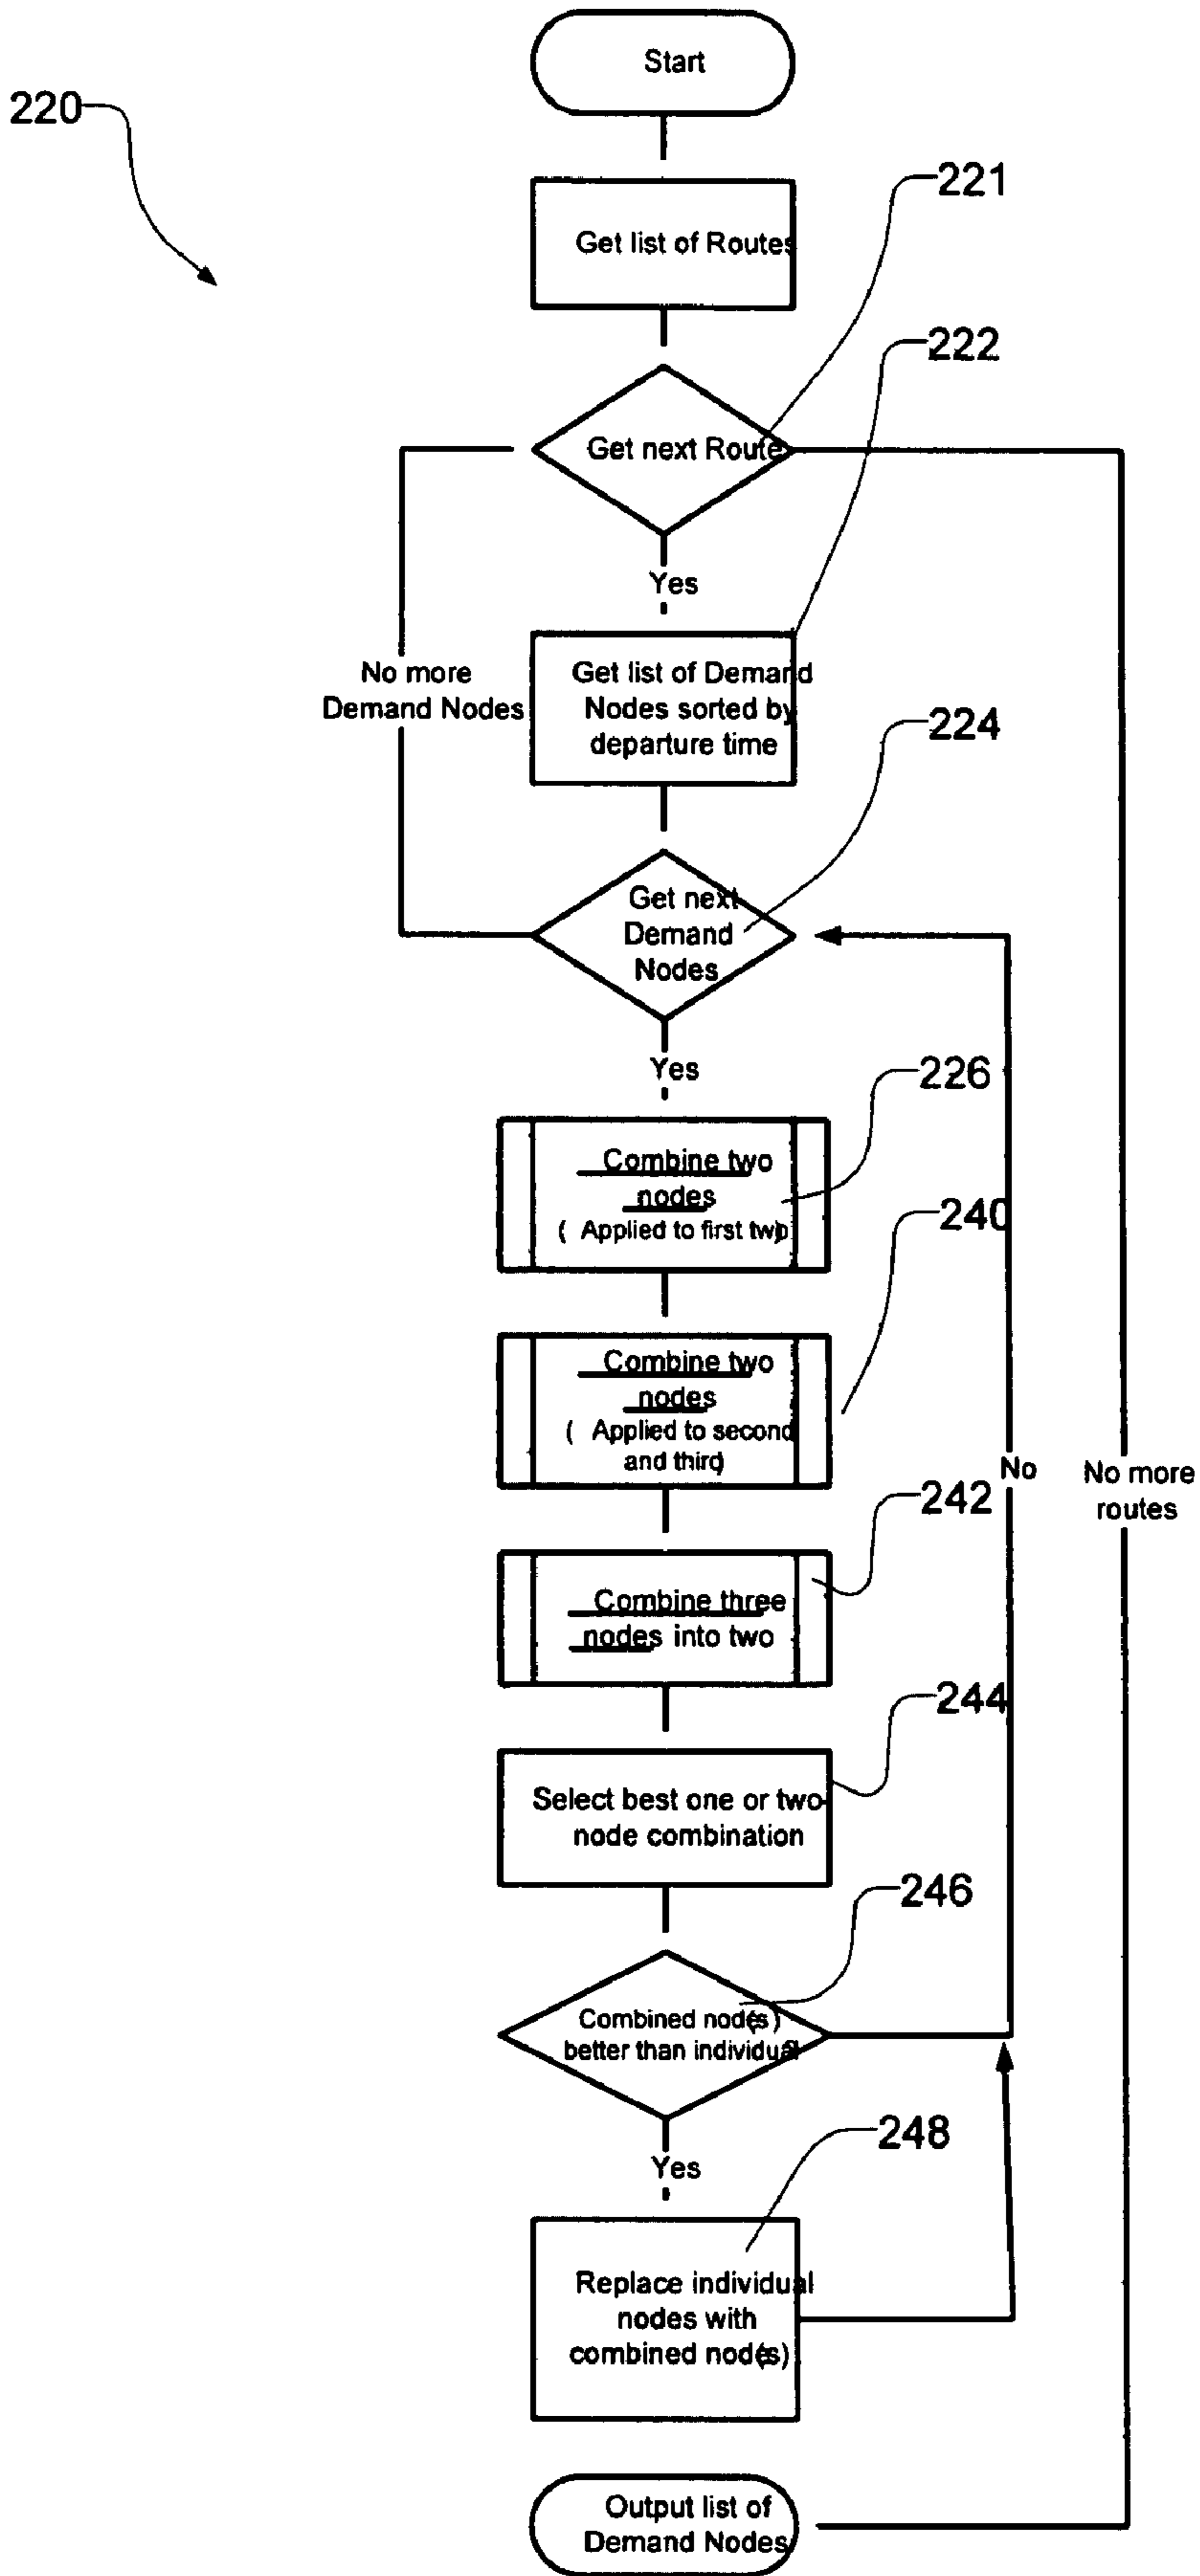 Start
220
221
Get list of Routes
222
Get next Route
Yes
No more
Demand Nodes
Get list of Demand
Nodes sorted by
departure time
224
Get next
Demand
Nodes
Yes
226
Combine two
nodes
( Applied to first two)
240
Combine two
nodes
( Applied to second
and third)
No
No more
routes
242
Combine three
nodes into two
244
Select best one or two
node combination
246
Combined node(s)
better than individual
248
Yes
Replace individual
nodes with
combined node(s)
Output list of
Demand Nodes